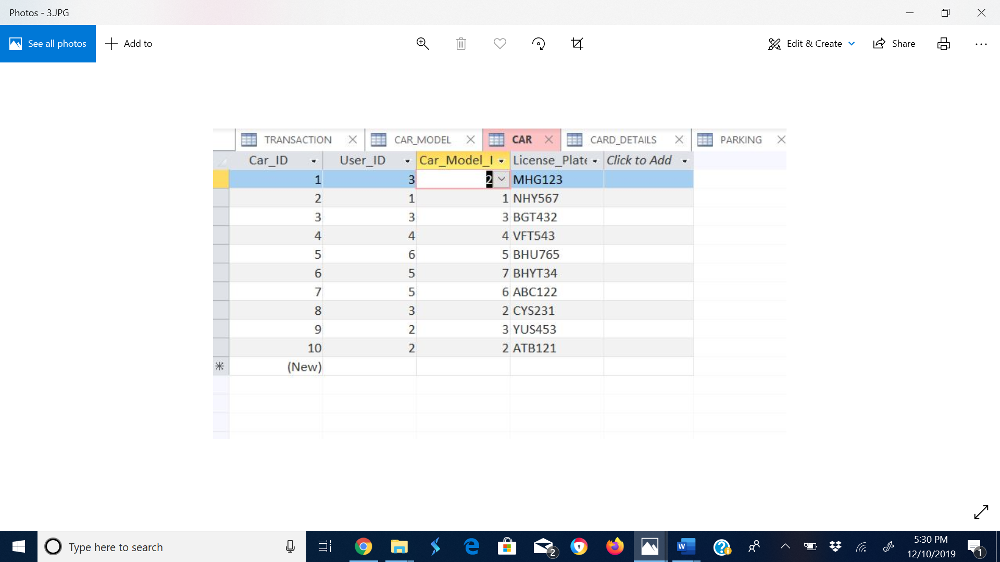 Photos - 3.JPG
See all photos Add to Edit & Create Share
TRANSACTION CAR_MODEL CAR CARD_DETAILS PARKING
Car_ID User_ID Car_Model_I License_Plate Click to Add
1 3 2 MHG123
2 1 1 NHY567
3 3 3 BGT432
4 4 4 VFT543
5 6 5 BHU765
6 5 7 BHYT34
7 5 6 ABC122
8 3 2 CYS231
9 2 3 YUS453
10 2 2 ATB121
(New)
Type here to search 2 5:30 PM 1
12/10/2019